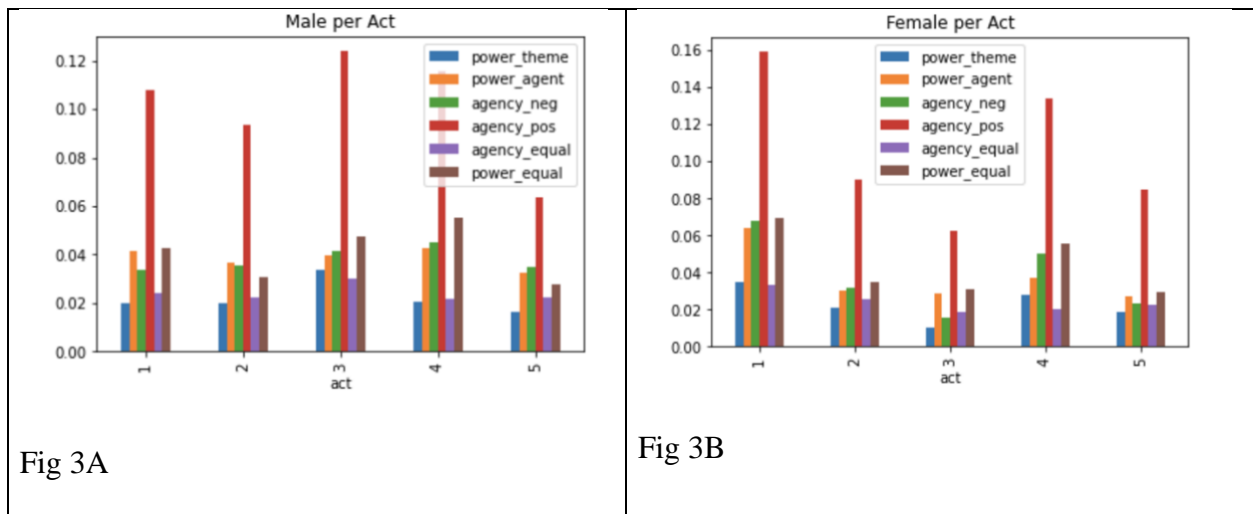 Male per Act
0.12
0.10
0.08
0.06
0.04
0.02
0.00
power_theme
power_agent
agency_neg
agency_pos
agency_equal
power_equal
1 2 3 4 5
act
Fig 3A
Female per Act
0.16
0.14
0.12
0.10
0.08
0.06
0.04
0.02
0.00
power_theme
power_agent
agency_neg
agency_pos
agency_equal
power_equal
1 2 3 4 5
act
Fig 3B